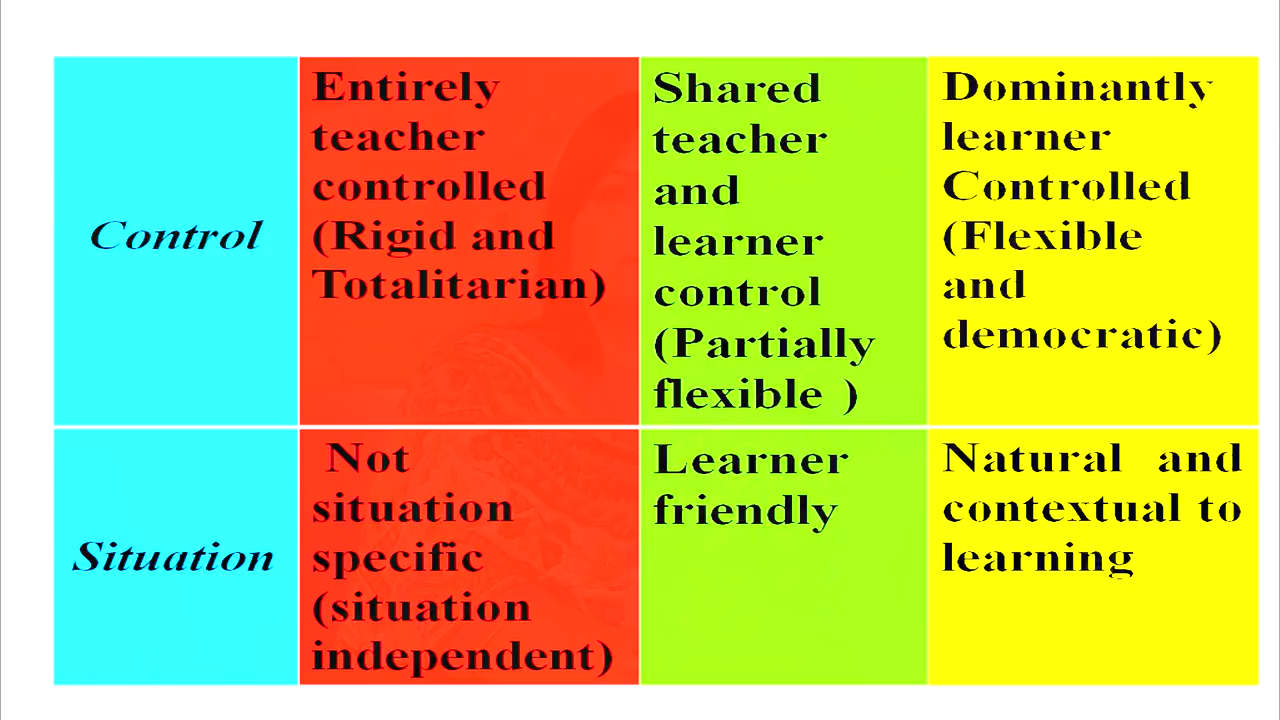 Control
Entirely
teacher
controlled
(Rigid and
Totalitarian)
Shared
teacher
and
learner
control
(Partially
flexible )
Dominantly
learner
Controlled
(Flexible
and
democratic)
Situation
Not
situation
specific
(situation
independent)
Learner
friendly
Natural and
contextual to
learning